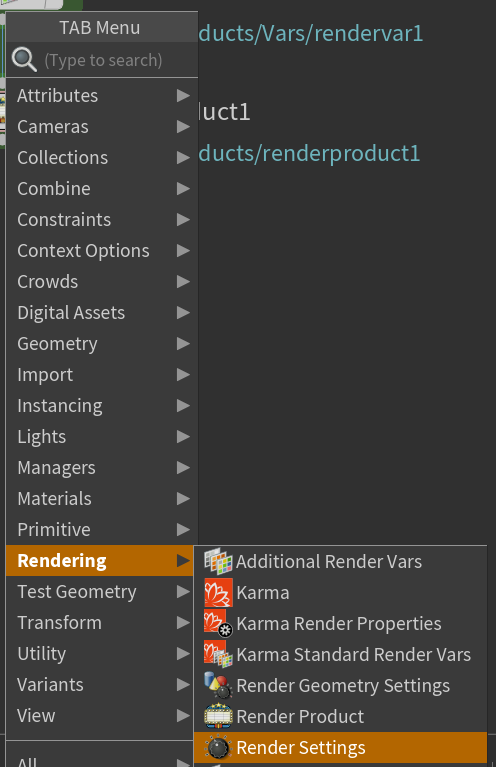 TAB Menu
ducts/Vars/rendervar1
(Type to search)
Attributes
uct1
Cameras
Collections
ducts/renderproduct1
Combine
Constraints
Context Options
Crowds
Digital Assets
Geometry
Import
Instancing
Lights
Managers
Materials
Primitive
Rendering
Additional Render Vars
Test Geometry
Karma
Transform
Karma Render Properties
Utility
Karma Standard Render Vars
Variants
Render Geometry Settings
View
Render Product
Render Settings
All